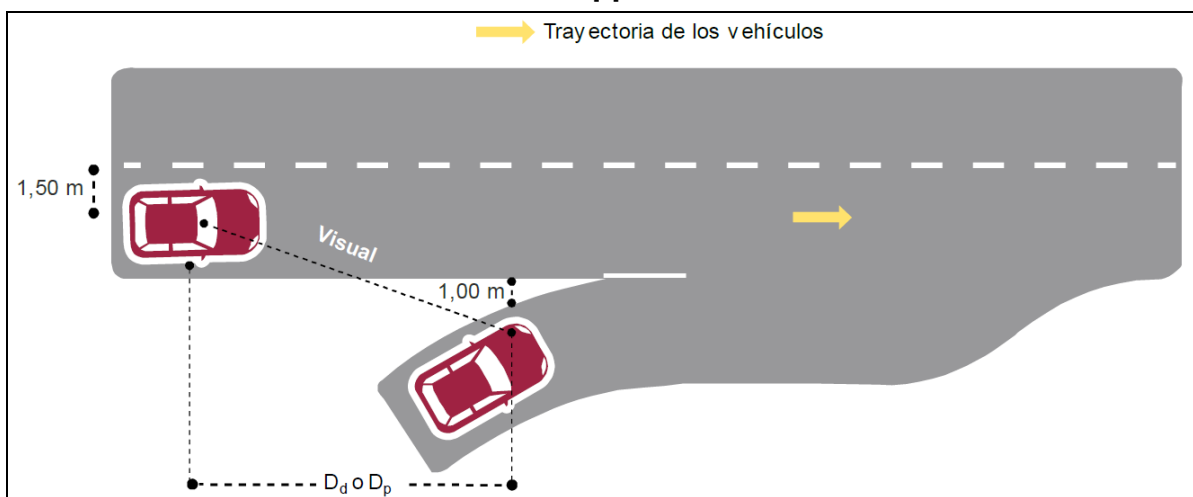 Trayectoria de los vehículos
1,50 m
Visual
1,00 m
Dd o Dp